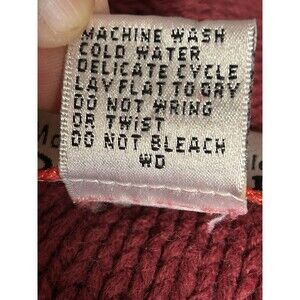 MACHINE WASH
COLD WATER
DELICATE CYCLE
LAY FLAT TO DRY
DO NOT WRING
OR TWIST
DO NOT BLEACH
WD